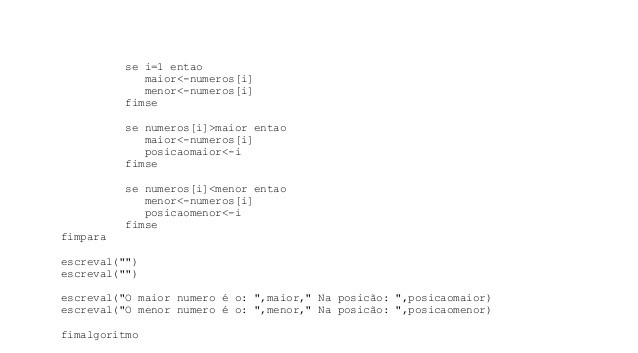 se i=1 entao
maior<-numeros[i]
menor<-numeros[i]
fimse
se numeros[i]>maior entao
maior<-numeros[i]
posicaomaior<-i
fimse
se numeros[i]<menor entao
menor<-numeros[i]
posicaomenor<-i
fimse
fimpara
escreval("")
escreval("")
escreval("O maior numero é o: ",maior," Na posicão: ",posicaomaior)
escreval("O menor numero é o: ",menor," Na posicão: ",posicaomenor)
fimalgoritmo